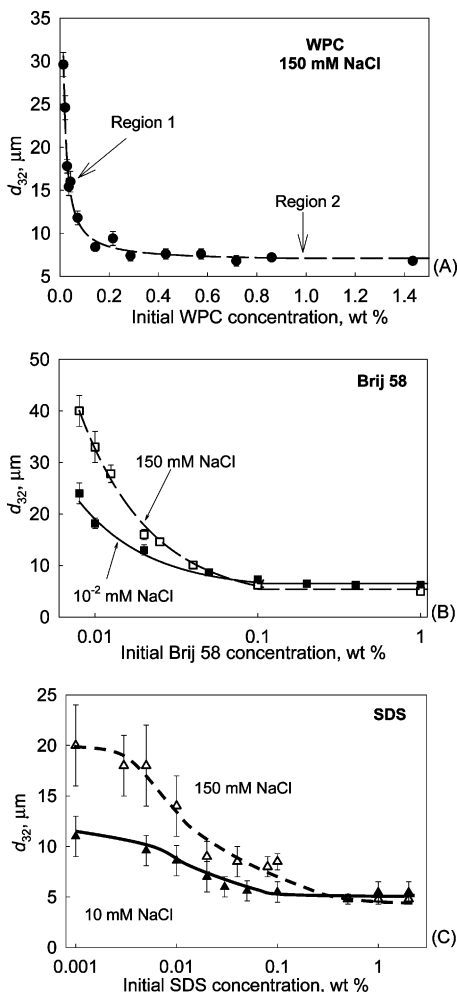 WPC
150 mM NaCl
35
30
25
20
15
10
5
d32, μm
Region 1
Region 2
0.0 0.2 0.4 0.6 0.8 1.0 1.2 1.4
Initial WPC concentration, wt %
(A)
Brij 58
50
40
30
20
10
0
d32, μm
150 mM NaCl
10-2 mM NaCl
0.01 0.1 1
Initial Brij 58 concentration, wt %
(B)
SDS
25
20
15
10
5
0
d32, μm
150 mM NaCl
10 mM NaCl
0.001 0.01 0.1 1
Initial SDS concentration, wt %
(C)